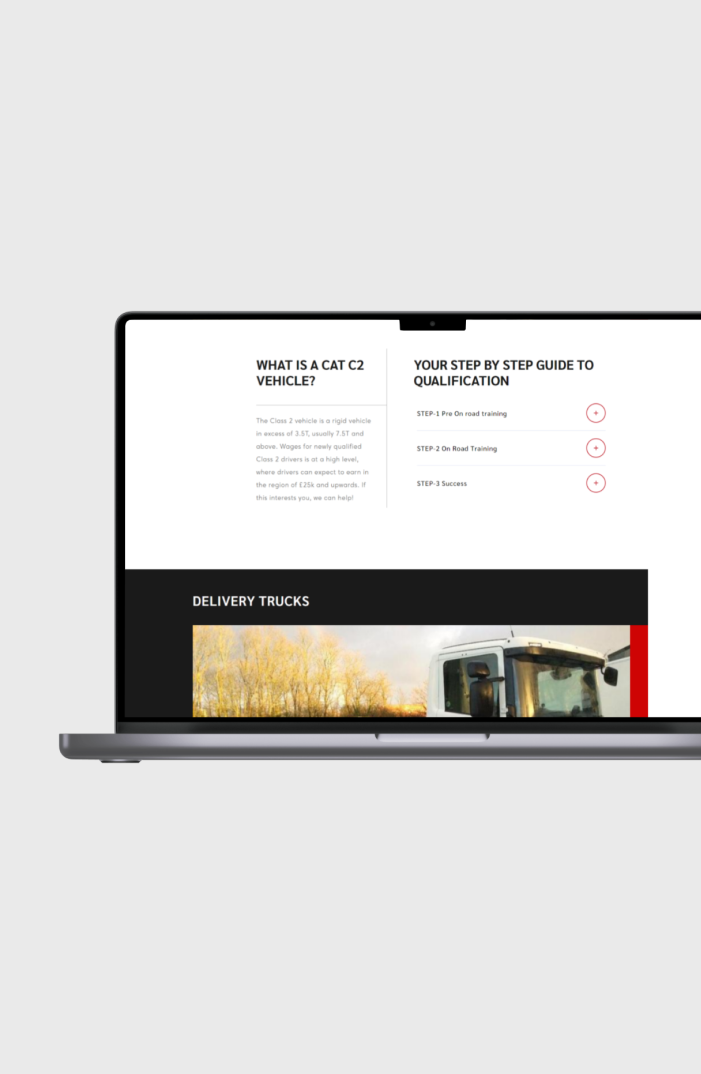 WHAT IS A CAT C2
VEHICLE?
The Class 2 vehicle is a rigid vehicle
in excess of 3.5T, usually 7.5T and
above. Wages for newly qualified
Class 2 drivers is at a high level,
where drivers can expect to earn in
the region of £25k and upwards. If
this interests you, we can help!
YOUR STEP BY STEP GUIDE TO
QUALIFICATION
STEP-1 Pre On road training
STEP-2 On Road Training
STEP-3 Success
DELIVERY TRUCKS